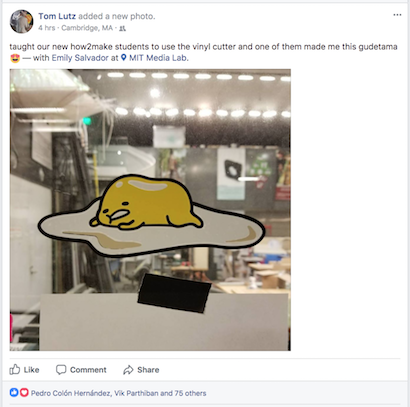 Tom Lutz added a new photo.
4 hrs · Cambridge, MA ·
taught our new how2make students to use the vinyl cutter and one of them made me this gudetama
😍 — with Emily Salvador at MIT Media Lab.
Like Comment Share
Pedro Colón Hernández, Vik Parthiban and 75 others